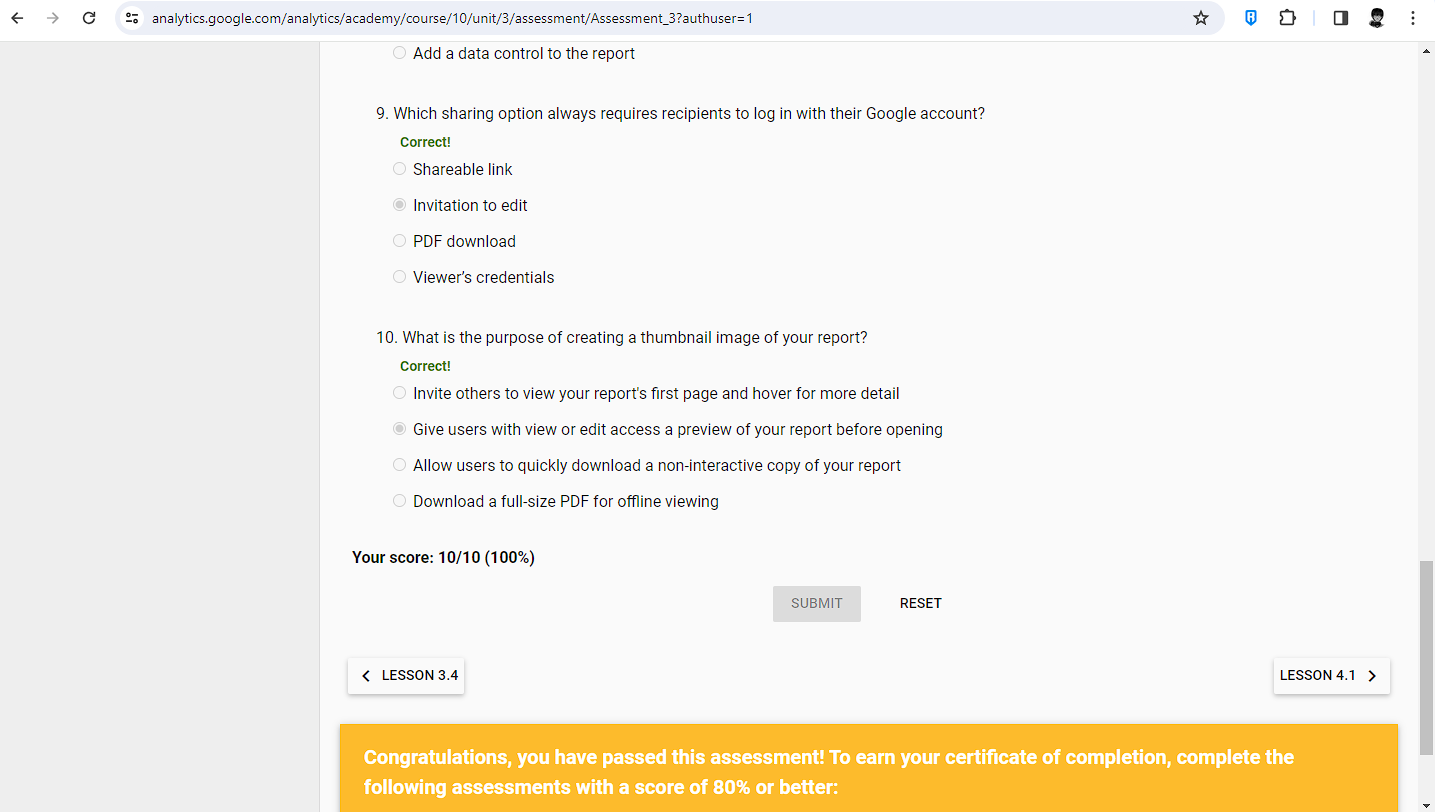 analytics.google.com/analytics/academy/course/10/unit/3/assessment/Assessment_3?authuser=1
Add a data control to the report
9. Which sharing option always requires recipients to log in with their Google account?
Correct!
Shareable link
Invitation to edit
PDF download
Viewer’s credentials
10. What is the purpose of creating a thumbnail image of your report?
Correct!
Invite others to view your report's first page and hover for more detail
Give users with view or edit access a preview of your report before opening
Allow users to quickly download a non-interactive copy of your report
Download a full-size PDF for offline viewing
Your score: 10/10 (100%)
SUBMIT RESET
LESSON 3.4 LESSON 4.1
Congratulations, you have passed this assessment! To earn your certificate of completion, complete the
following assessments with a score of 80% or better: